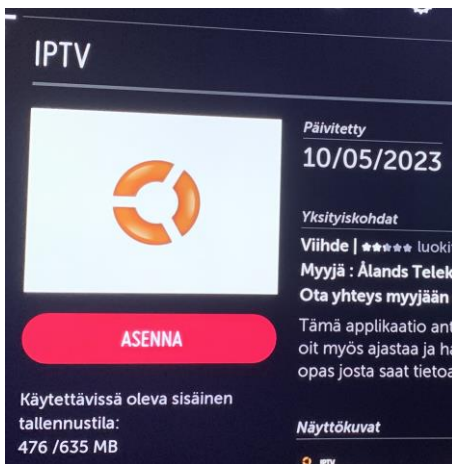 IPTV
Päivitetty
10/05/2023
Yksityiskohdat
Viihde |
Myyjä : Ålands
Ota yhteys myyjään
Tämä applikaatio
oit myös ajastaa ja
opas josta saat
ASENNA
Käytettävissä oleva sisäinen
tallennustila:
476 /635 MB
Näyttökuvat
IPTV